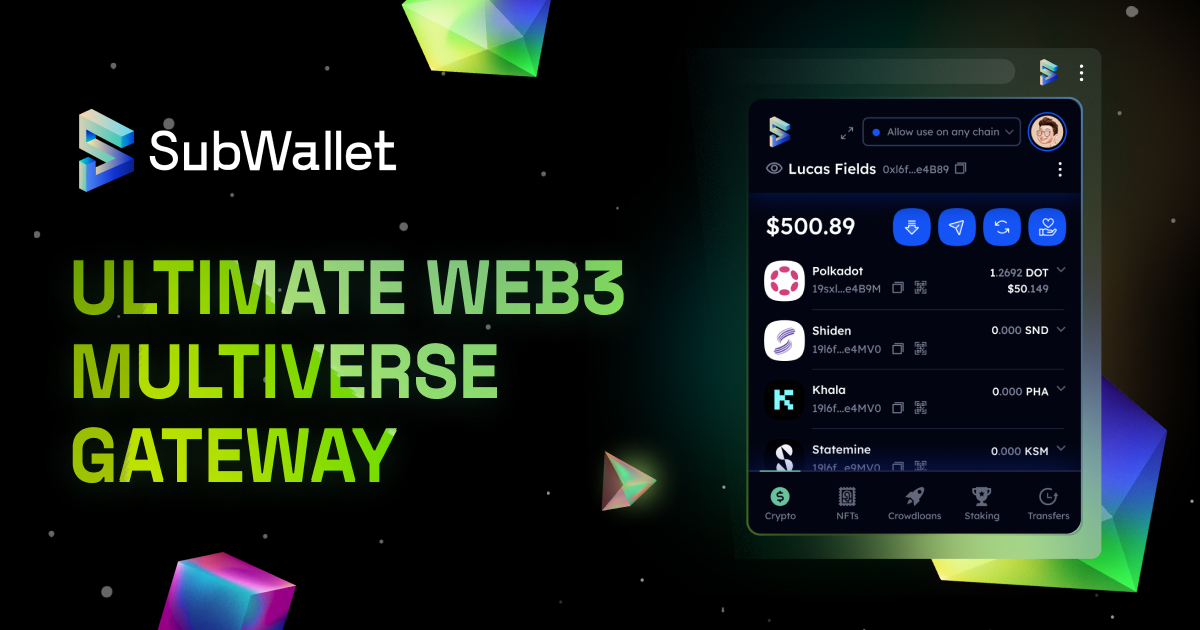 SubWallet
ULTIMATE WEB3
MULTIVERSE
GATEWAY
Allow use on any chain
Lucas Fields 0xl6f...e4B89
$500.89
Polkadot 1.2692 DOT
19sxl...e4B9M $50.149
Shiden 0.000 SND
19l6f...e4MV0
Khala 0.000 PHA
19l6f...e4MV0
Statemine 0.000 KSM
19l6f...e9MV0
Crypto NFTs Crowdloans Staking Transfers